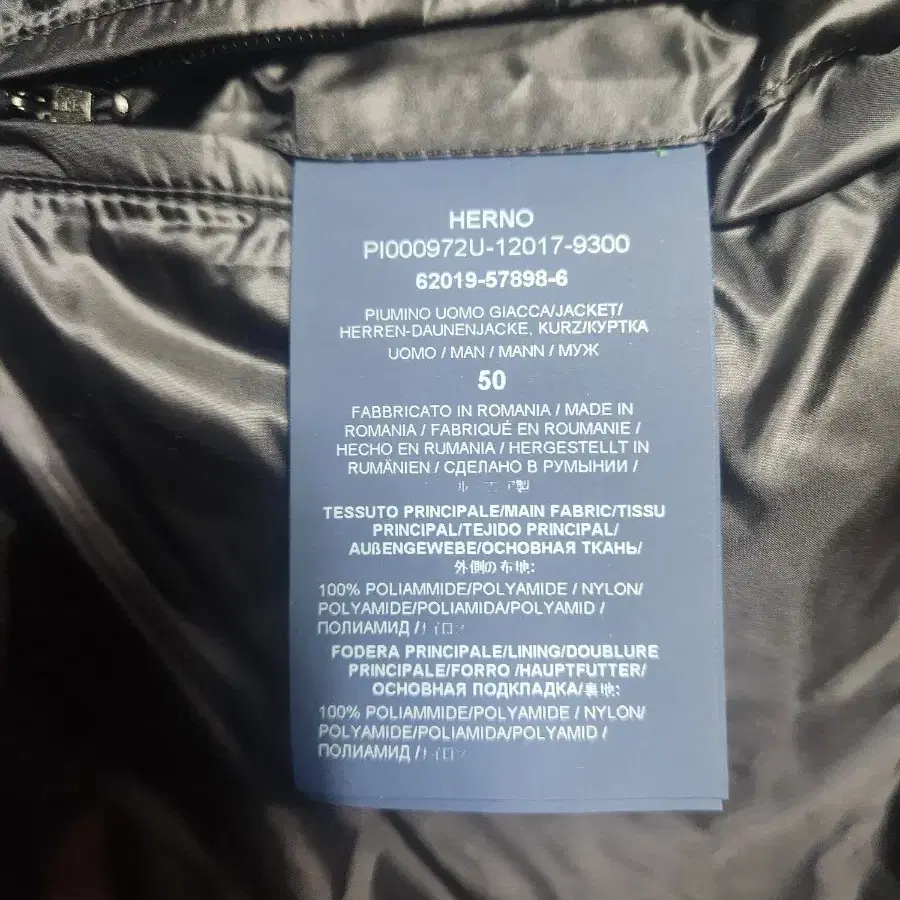 HERNO
PI000972U-12017-9300
62019-57898-6
PIUMINO UOMO GIACCA/JACKET/
HERREN-DAUNENJACKE, KURZ/КУРТКА
UOMO / MAN / MANN / МУЖ
50
FABBRICATO IN ROMANIA / MADE IN
ROMANIA / FABRIQUÉ EN ROUMANIE /
HECHO EN RUMANIA / HERGESTELLT IN
RUMÄNIEN / СДЕЛАНО В РУМЫНИИ /
TESSUTO PRINCIPALE/MAIN FABRIC/TISSU
PRINCIPAL/TEJIDO PRINCIPAL/
AUßENGEWEBE/ОСНОВНАЯ ТКАНЬ/
外側の布地:
100% POLIAMMIDE/POLYAMIDE / NYLON/
POLYAMIDE/POLIAMIDA/POLYAMID /
ПОЛИАМИД /
FODERA PRINCIPALE/LINING/DOUBLURE
PRINCIPALE/FORRO /HAUPTFUTTER/
ОСНОВНАЯ ПОДКЛАДКА/裏地:
100% POLIAMMIDE/POLYAMIDE / NYLON/
POLYAMIDE/POLIAMIDA/POLYAMID /
ПОЛИАМИД /